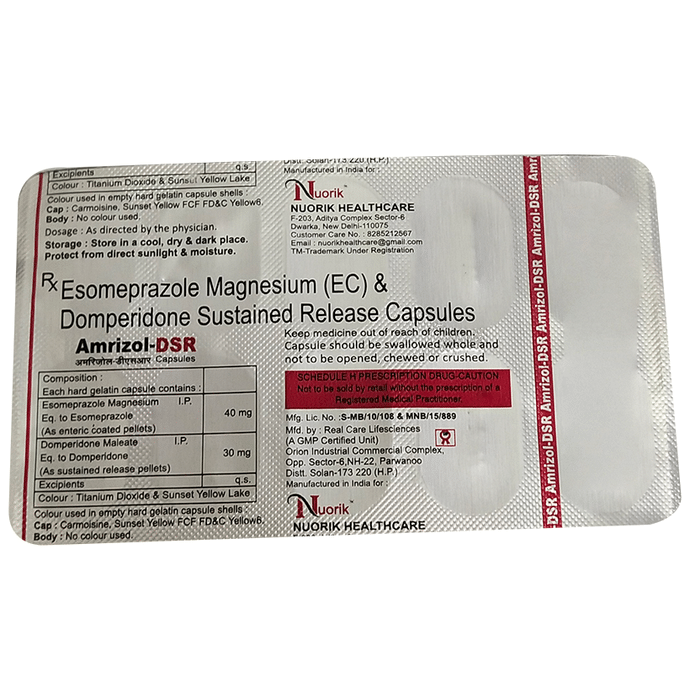 Excipients q.s.
Colour : Titanium Dioxide & Sunset Yellow Lake
Colour used in empty hard gelatin capsule shells :
Cap : Carmoisine, Sunset Yellow FCF FD&C Yellow6.
Body : No colour used.
Dosage : As directed by the physician.
Storage : Store in a cool, dry & dark place.
Protect from direct sunlight & moisture.
Distt. Solan-173 220 (H.P.)
Manufactured in India for :
Nuorik™
NUORIK HEALTHCARE
F-203, Aditya Complex Sector-6
Dwarka, New Delhi-110075
Customer Care No. : 8285212567
Email : nuorikhealthcare@gmail.com
TM-Trademark Under Registration
Rx Esomeprazole Magnesium (EC) &
Domperidone Sustained Release Capsules
Amrizol-DSR
अमरिजोल-डीएसआर Capsules
Composition :
Each hard gelatin capsule contains :
Esomeprazole Magnesium I.P.
Eq. to Esomeprazole 40 mg
(As enteric coated pellets)
Domperidone Maleate I.P.
Eq. to Domperidone 30 mg
(As sustained release pellets)
Excipients q.s.
Colour : Titanium Dioxide & Sunset Yellow Lake
Colour used in empty hard gelatin capsule shells
Cap : Carmoisine, Sunset Yellow FCF FD&C Yellow6.
Body : No colour used.
Keep medicine out of reach of children.
Capsule should be swallowed whole and
not to be opened, chewed or crushed.
SCHEDULE H PRESCRIPTION DRUG-CAUTION
Not to be sold by retail without the prescription of a
Registered Medical Practitioner.
Mfg. Lic. No. :S-MB/10/108 & MNB/15/889
Mfd. by : Real Care Lifesciences
(A GMP Certified Unit)
Orion Industrial Commercial Complex,
Opp. Sector-6,NH-22, Parwanoo
Distt. Solan-173 220 (H.P.)
Manufactured in India for :
Nuorik™
NUORIK HEALTHCARE
-DSR Amrizol-DSR Amrizol-DSR Amrizol-DSR Amrizol-DSR Amr